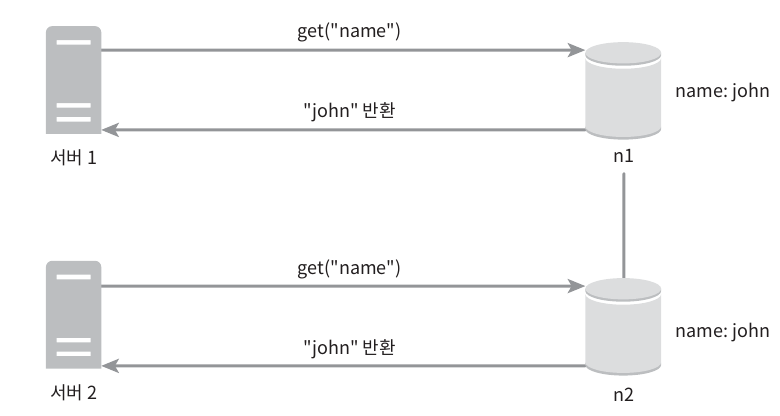 get("name")
name: john
"john" 반환
서버 1
n1
get("name")
name: john
"john" 반환
서버 2
n2